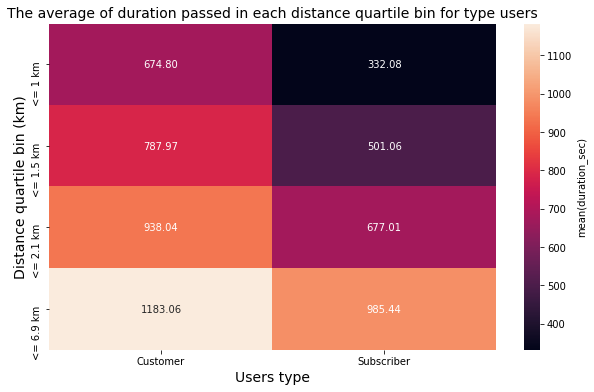 The average of duration passed in each distance quartile bin for type users
Distance quartile bin (km)
<= 1 km
674.80
332.08
<= 1.5 km
787.97
501.06
<= 2.1 km
938.04
677.01
<= 6.9 km
1183.06
985.44
Customer
Subscriber
Users type
1100
1000
900
800
700
600
500
400
mean(duration_sec)